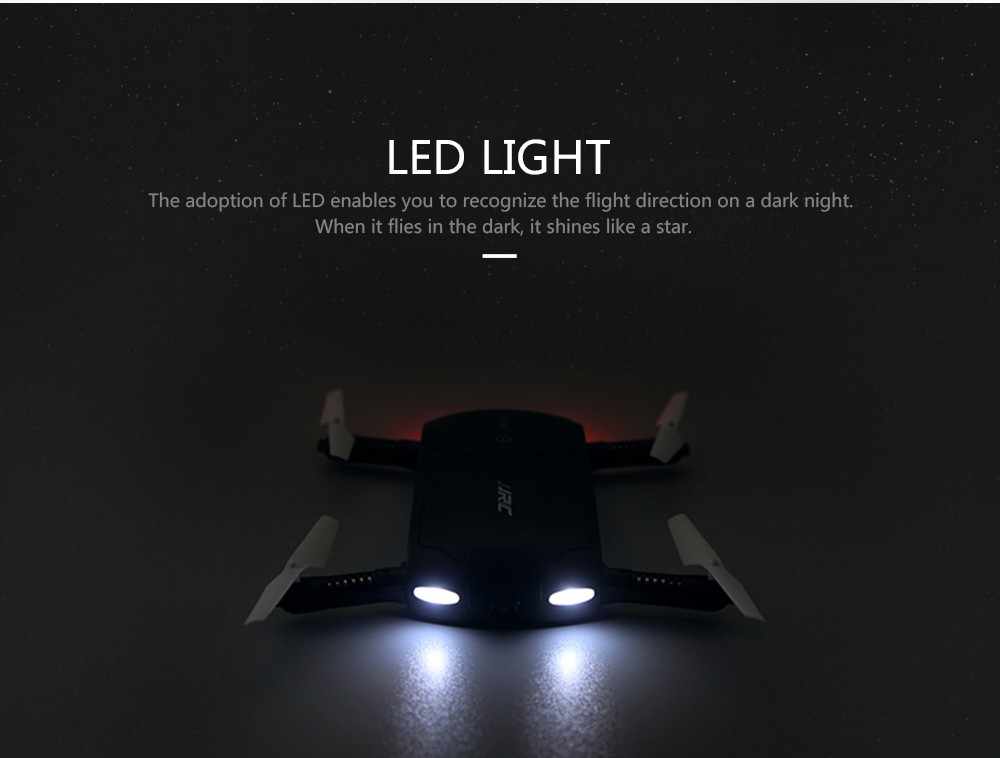 LED LIGHT
The adoption of LED enables you to recognize the flight direction on a dark night.
When it flies in the dark, it shines like a star.
JJRC